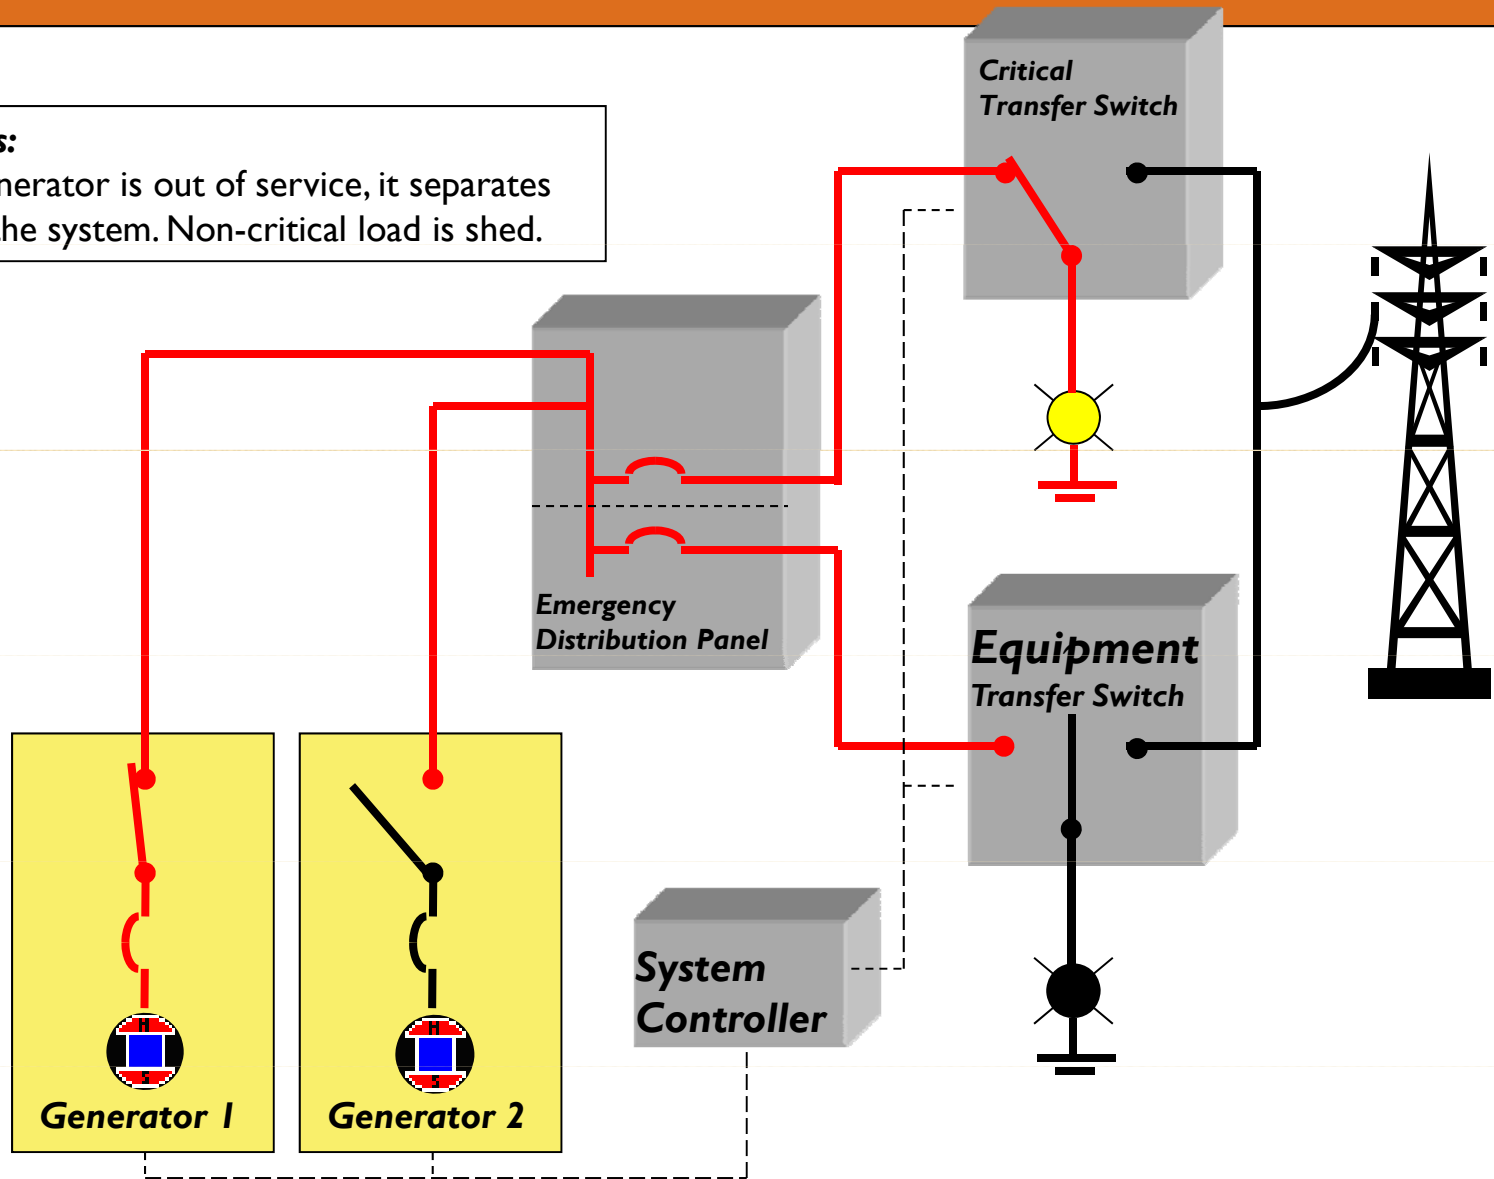 Critical
Transfer Switch
s:
nerator is out of service, it separates
he system. Non-critical load is shed.
Emergency
Distribution Panel
Equipment
Transfer Switch
System
Controller
Generator 1
Generator 2